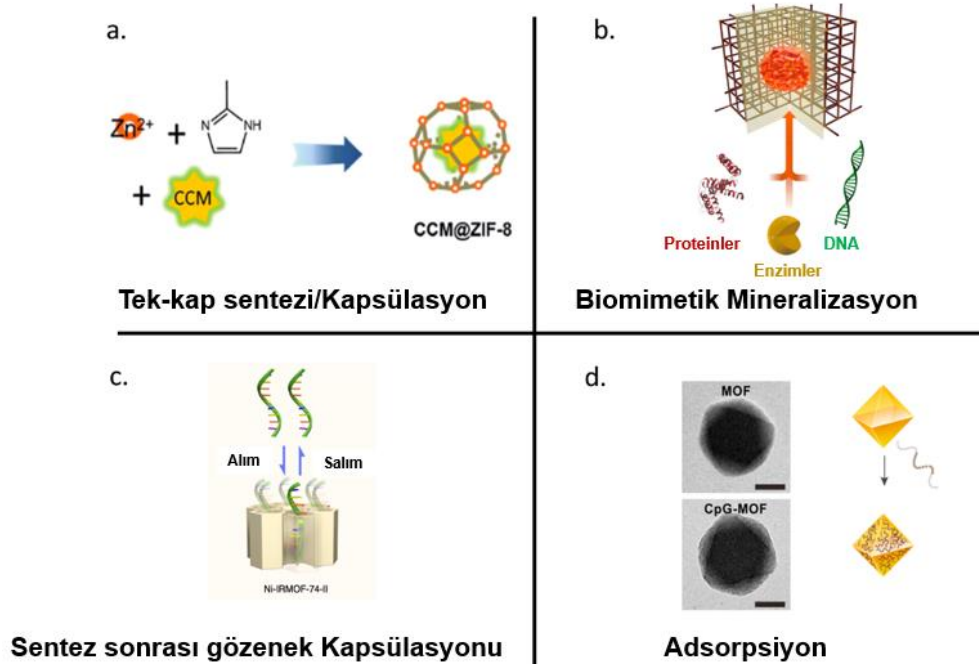 a.
Zn²⁺ + N NH
+ CCM
CCM@ZIF-8
Tek-kap sentezi/Kapsülasyon
b.
Proteinler
DNA
Enzimler
Biomimetik Mineralizasyon
c.
Alım
Salım
Ni-IRMOF-74-II
Sentez sonrası gözenek Kapsülasyonu
d.
MOF
CpG-MOF
Adsorpsiyon